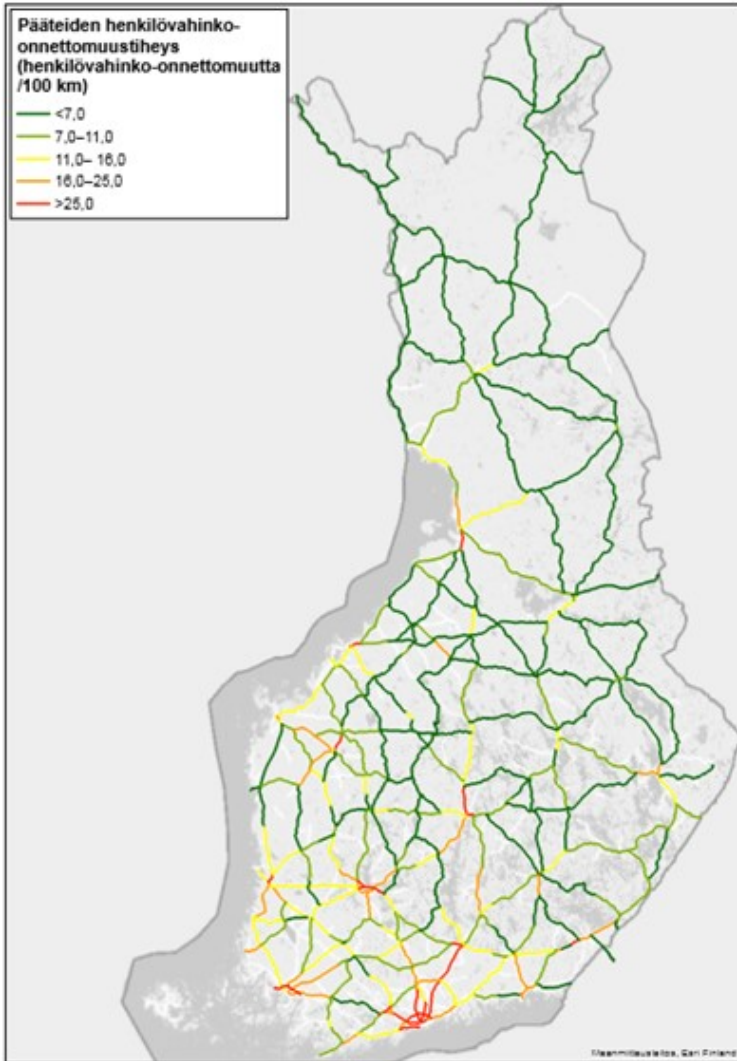 Pääteiden henkilövahinko-
onnettomuustiheys
(henkilövahinko-onnettomuutta
/100 km)
<7,0
7,0–11,0
11,0– 16,0
16,0–25,0
>25,0
Maanmittauslaitos, Esri Finland